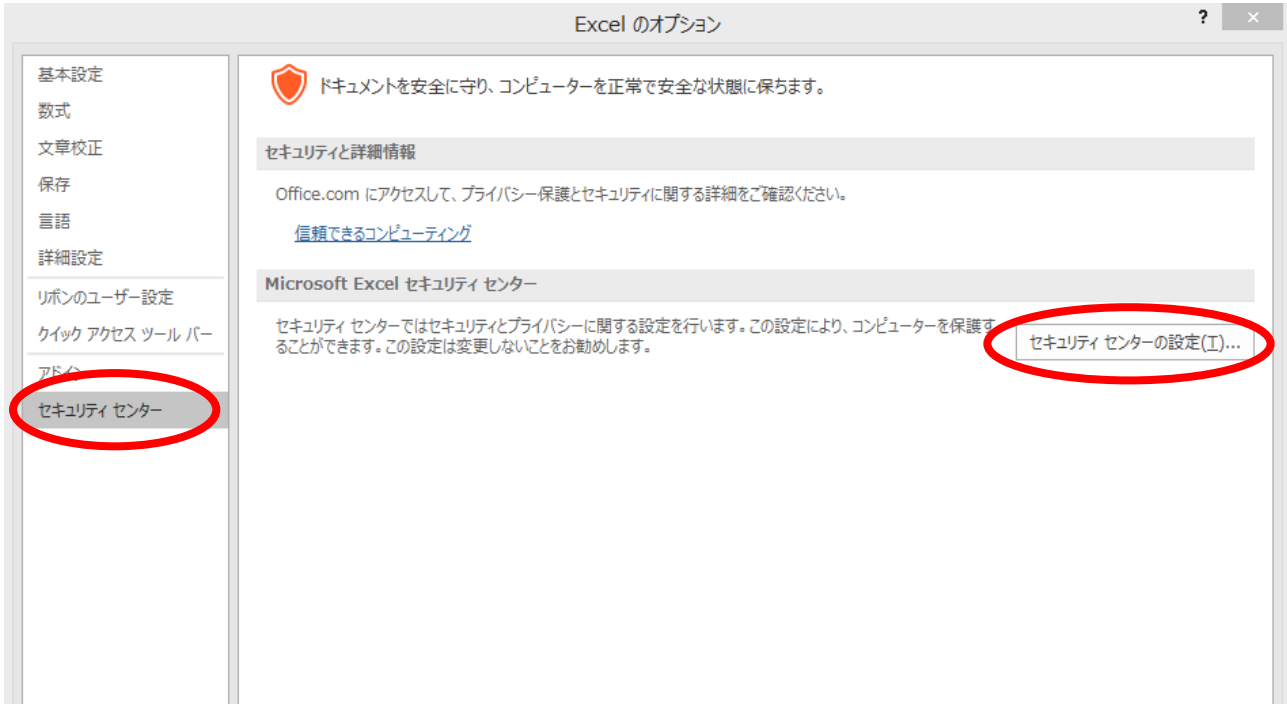 Excel のオプション
?
基本設定
数式
文章校正
保存
言語
詳細設定
リボンのユーザー設定
クイック アクセス ツール バー
アドイン
セキュリティ センター
ドキュメントを安全に守り、コンピューターを正常で安全な状態に保ちます。
セキュリティと詳細情報
Office.com にアクセスして、プライバシー保護とセキュリティに関する詳細をご確認ください。
信頼できるコンピューティング
Microsoft Excel セキュリティ センター
セキュリティ センターではセキュリティとプライバシーに関する設定を行います。この設定により、コンピューターを保護す
ることができます。この設定は変更しないことをお勧めします。
セキュリティ センターの設定(T)...